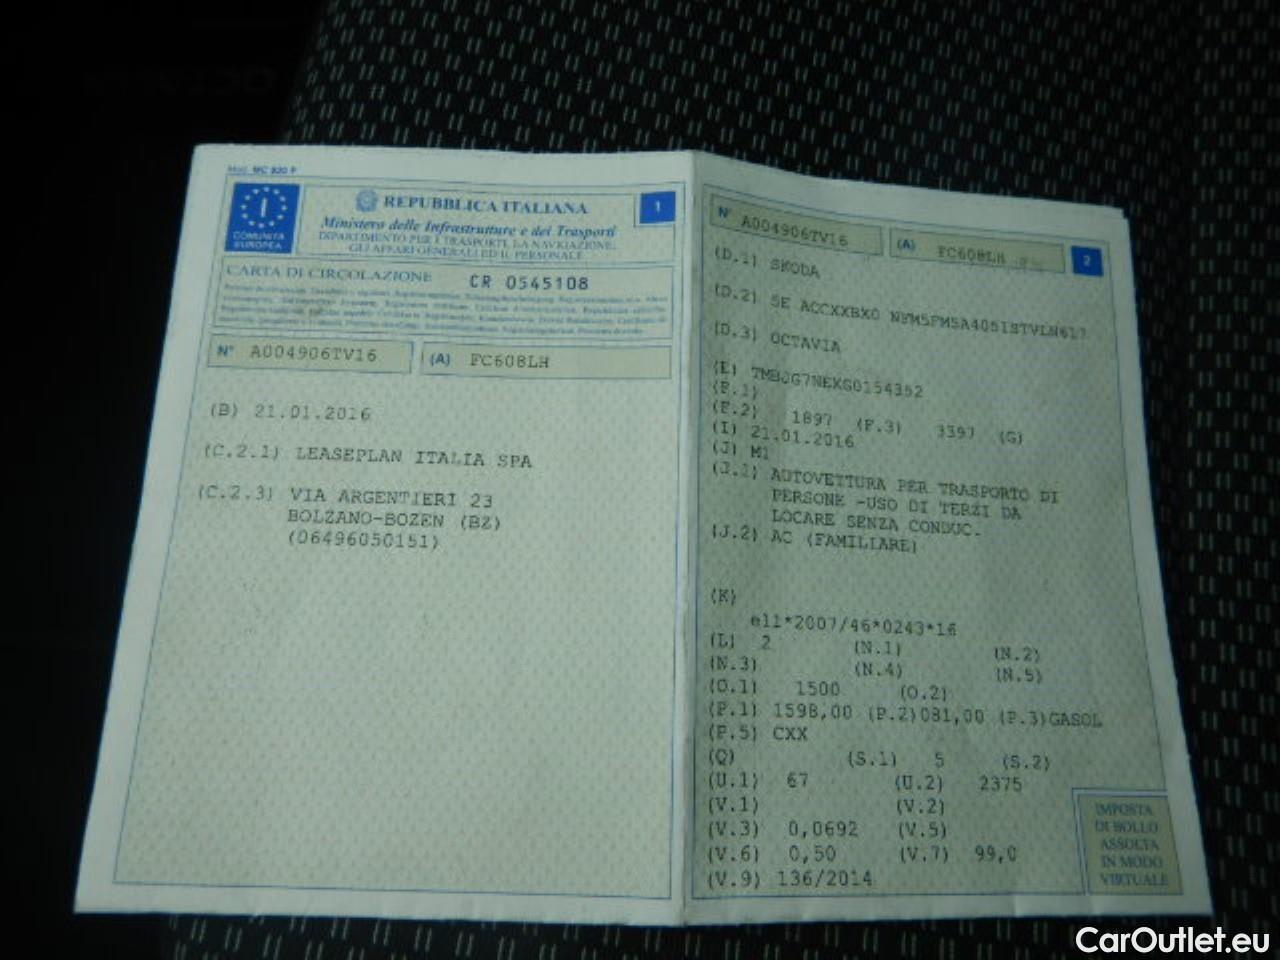 Mod. MC 820 F
COMUNITÀ
EUROPEA
I
REPUBBLICA ITALIANA
Ministero delle Infrastrutture e dei Trasporti
DIPARTIMENTO PER I TRASPORTI, LA NAVIGAZIONE,
GLI AFFARI GENERALI ED IL PERSONALE
1
CARTA DI CIRCOLAZIONE CR 0545108
N° A004906TV16 (A) FC608LH
(B) 21.01.2016
(C.2.1) LEASEPLAN ITALIA SPA
(C.2.3) VIA ARGENTIERI 23
BOLZANO-BOZEN (BZ)
(06496050151)
N° A004906TV16 (A) FC608LH
2
(D.1) SKODA
(D.2) 5E ACCXXBX0
(D.3) OCTAVIA
(E) TMBJG7NEXG0154352
(F.1)
(F.2) 1897 (F.3) 3397 (G)
(I) 21.01.2016
(J) M1
(J.1) AUTOVETTURA PER TRASPORTO DI
PERSONE -USO DI TERZI DA
LOCARE SENZA CONDUC.
(J.2) AC (FAMILIARE)
(K)
e11*2007/46*0243*16
(L) 2 (N.1) (N.2)
(N.3) (N.4) (N.5)
(O.1) 1500 (O.2)
(P.1) 1598,00 (P.2)081,00 (P.3)GASOL
(P.5) CXX
(Q) (S.1) 5 (S.2)
(U.1) 67 (U.2) 2375
(V.1) (V.2)
(V.3) 0,0692 (V.5)
(V.6) 0,50 (V.7) 99,0
(V.9) 136/2014
IMPOSTA
DI BOLLO
ASSOLTA
IN MODO
VIRTUALE
CarOutlet.eu